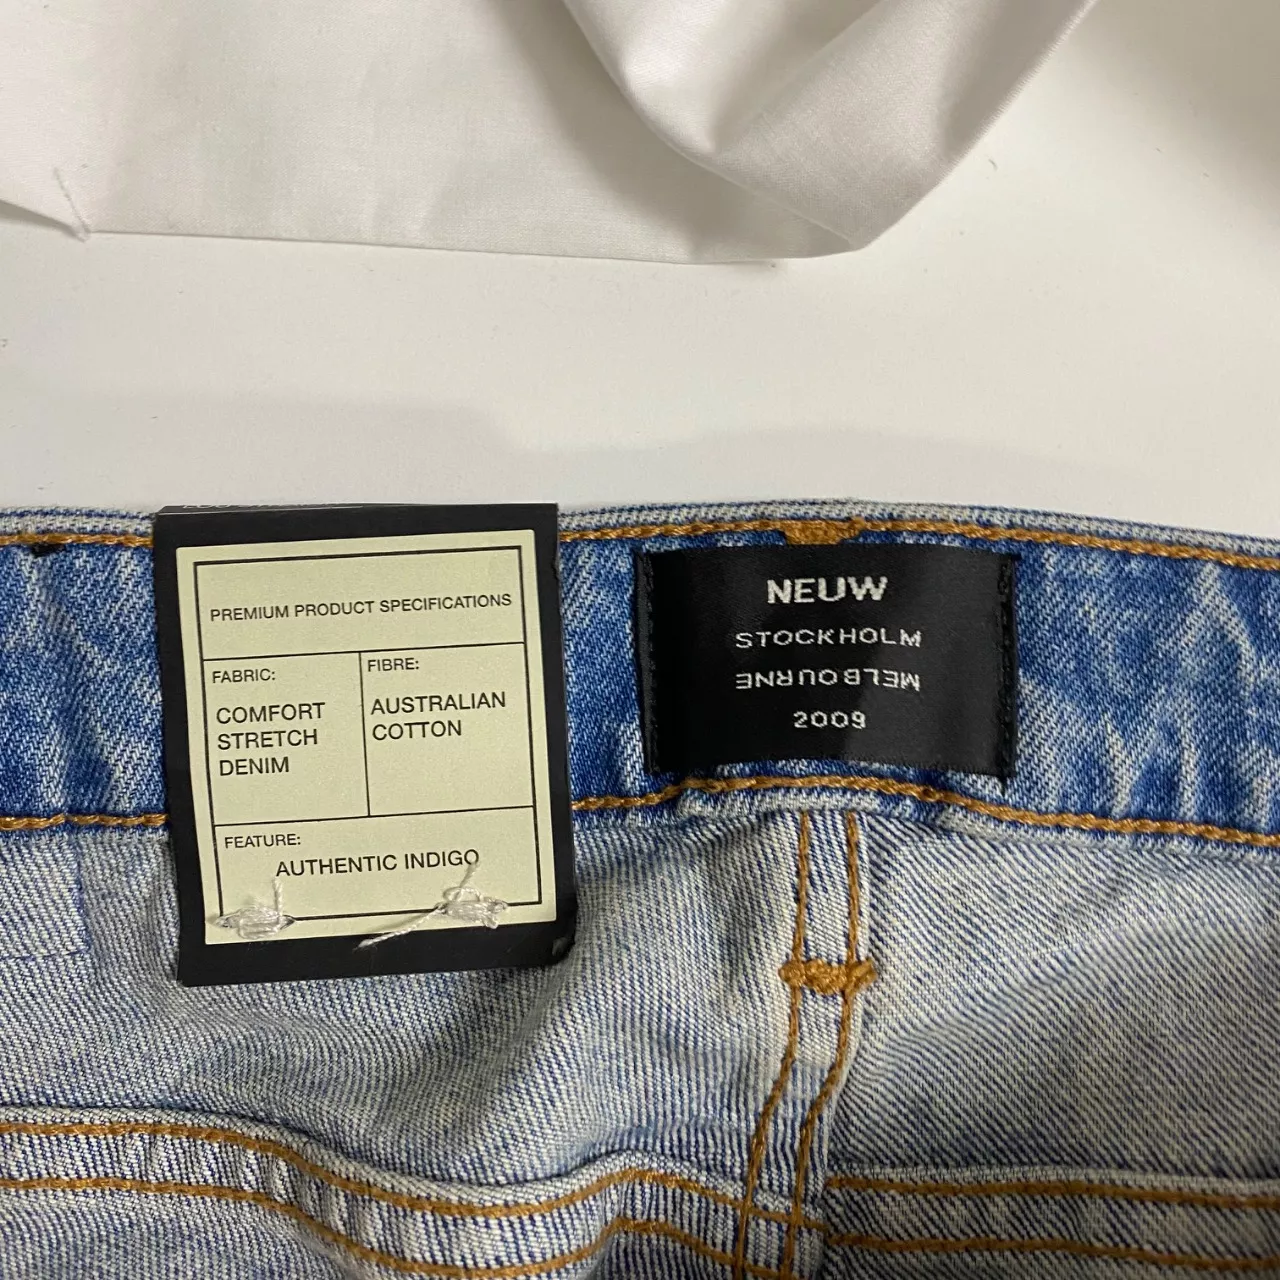 PREMIUM PRODUCT SPECIFICATIONS
FABRIC:
COMFORT
STRETCH
DENIM
FIBRE:
AUSTRALIAN
COTTON
FEATURE:
AUTHENTIC INDIGO
NEUW
STOCKHOLM
MELBOURNE
2009